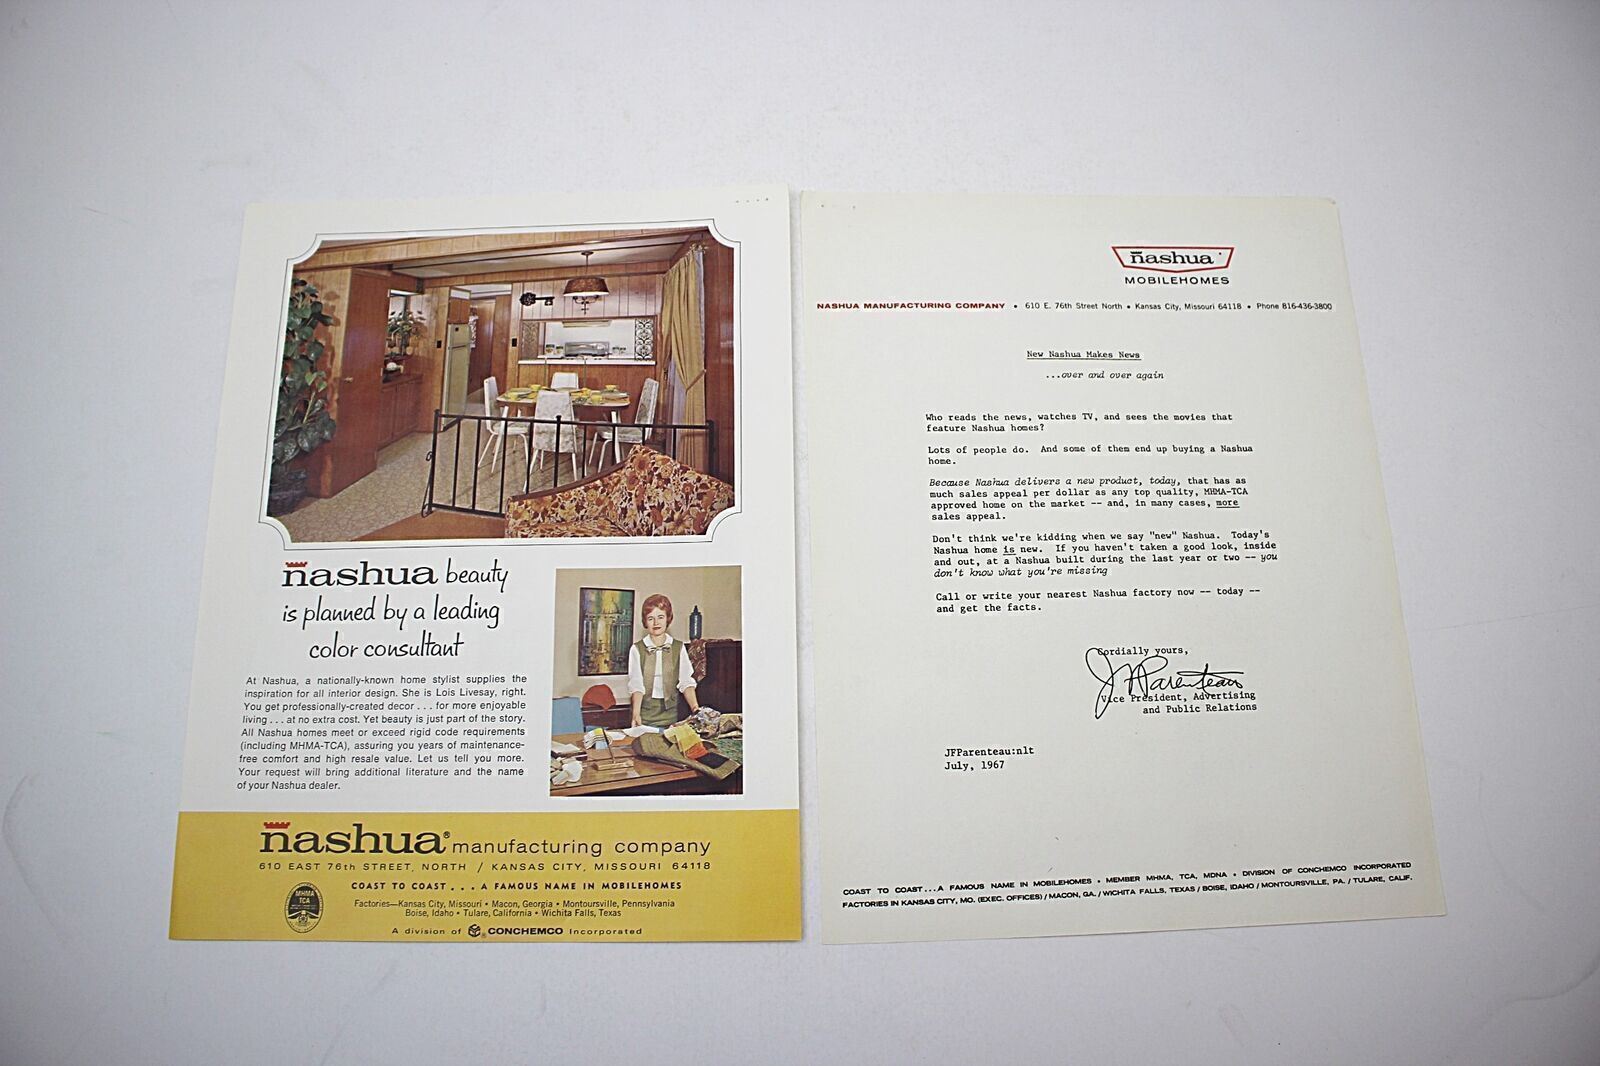 nashua beauty
is planned by a leading
color consultant
At Nashua, a nationally-known home stylist supplies the
inspiration for all interior design. She is Lois Livesay, right.
You get professionally-created decor . . . for more enjoyable
living . . . at no extra cost. Yet beauty is just part of the story.
All Nashua homes meet or exceed rigid code requirements
(including MHMA-TCA), assuring you years of maintenance-
free comfort and high resale value. Let us tell you more.
Your request will bring additional literature and the name
of your Nashua dealer.
nashua® manufacturing company
610 EAST 76th STREET, NORTH / KANSAS CITY, MISSOURI 64118
COAST TO COAST . . . A FAMOUS NAME IN MOBILEHOMES
MHMA
TCA
Factories—Kansas City, Missouri • Macon, Georgia • Montoursville, Pennsylvania
Boise, Idaho • Tulare, California • Wichita Falls, Texas
A division of CONCHEMCO Incorporated
nashua
MOBILEHOMES
NASHUA MANUFACTURING COMPANY • 610 E. 76th Street North • Kansas City, Missouri 64118 • Phone 816-436-3800
New Nashua Makes News
...over and over again
Who reads the news, watches TV, and sees the movies that
feature Nashua homes?
Lots of people do. And some of them end up buying a Nashua
home.
Because Nashua delivers a new product, today, that has as
much sales appeal per dollar as any top quality, MHMA-TCA
approved home on the market -- and, in many cases, more
sales appeal.
Don't think we're kidding when we say "new" Nashua. Today's
Nashua home is new. If you haven't taken a good look, inside
and out, at a Nashua built during the last year or two -- you
don't know what you're missing
Call or write your nearest Nashua factory now -- today --
and get the facts.
Cordially yours,
J F Parenteau
Vice President, Advertising
and Public Relations
JFParenteau:nlt
July, 1967
COAST TO COAST...A FAMOUS NAME IN MOBILEHOMES • MEMBER MHMA, TCA, MDNA • DIVISION OF CONCHEMCO INCORPORATED
FACTORIES IN KANSAS CITY, MO. (EXEC. OFFICES) / MACON, GA. / WICHITA FALLS, TEXAS / BOISE, IDAHO / MONTOURSVILLE, PA. / TULARE, CALIF.